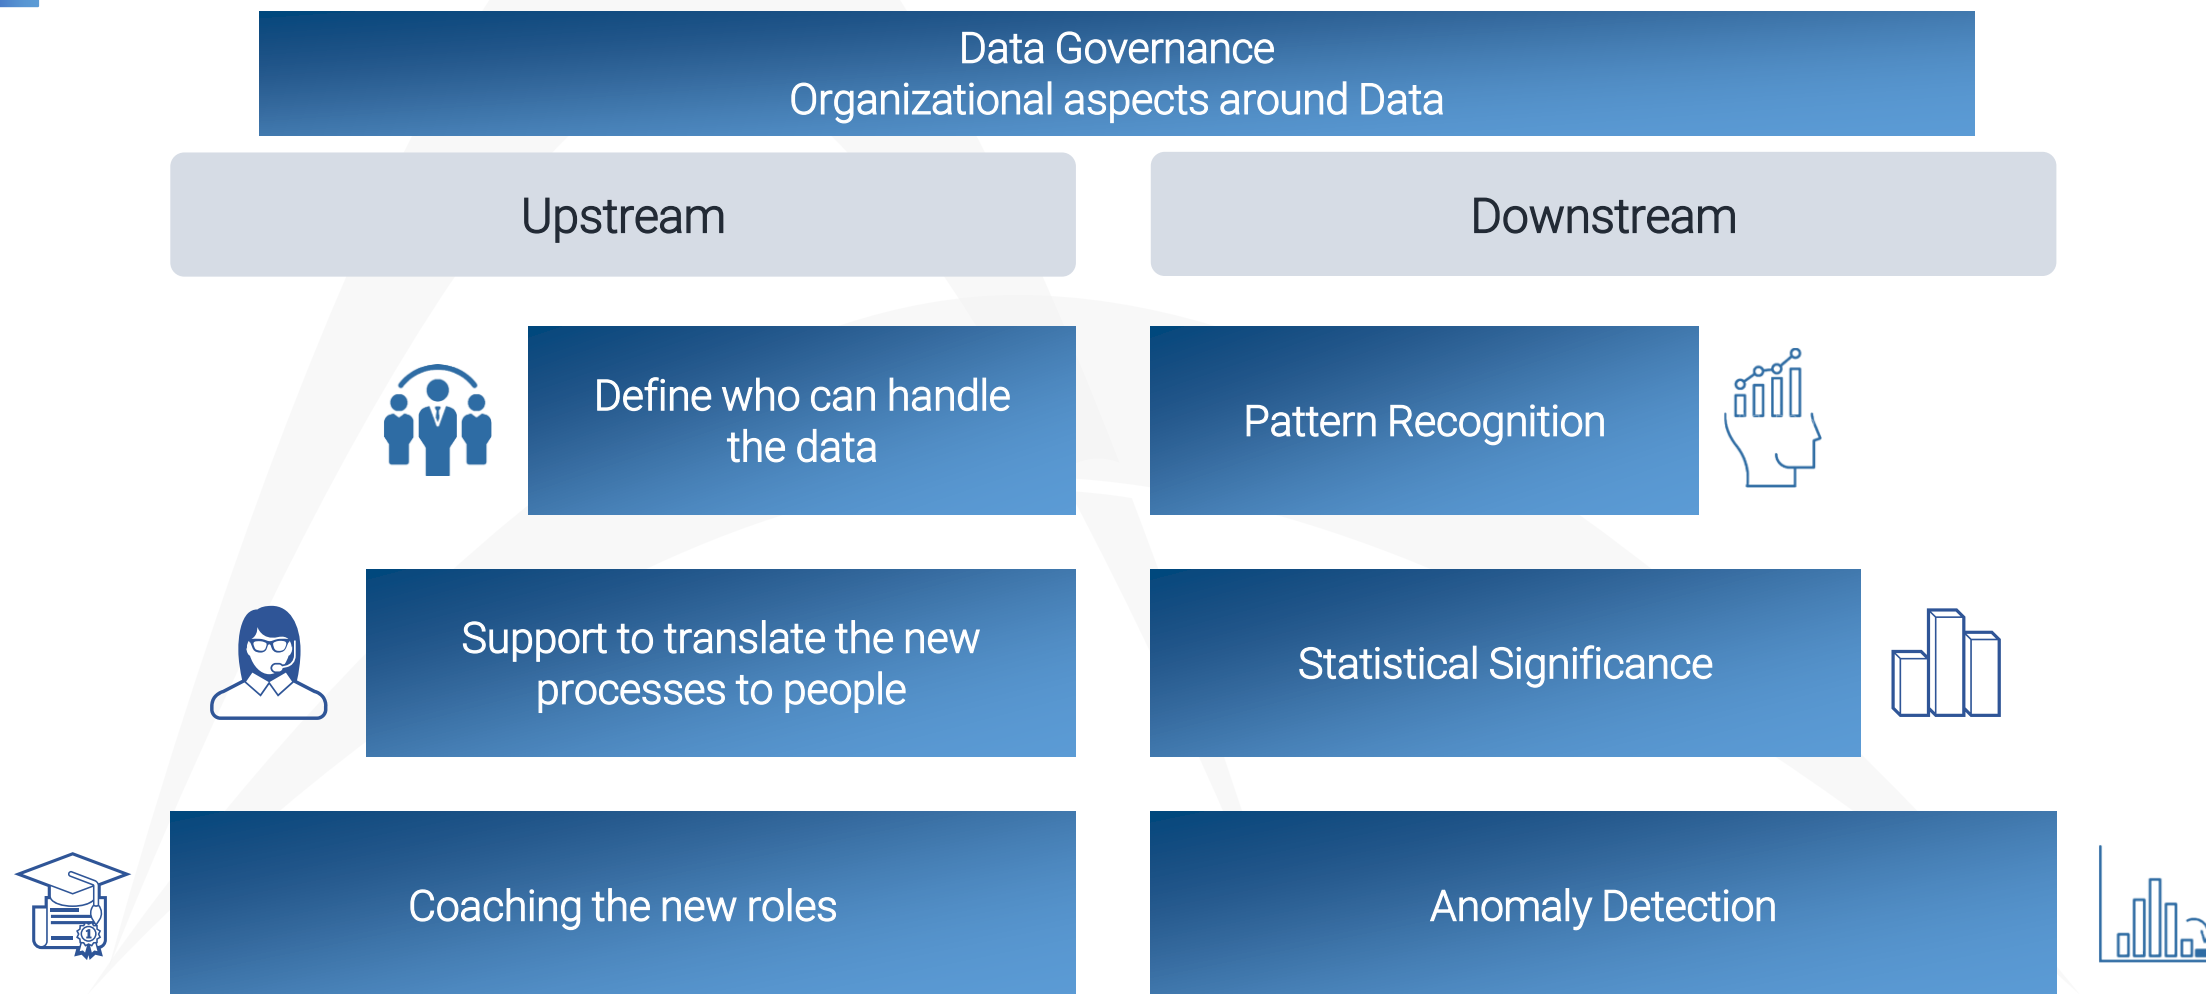 Data Governance
Organizational aspects around Data
Upstream
Downstream
Define who can handle
the data
Pattern Recognition
Support to translate the new
processes to people
Statistical Significance
Coaching the new roles
1
Anomaly Detection